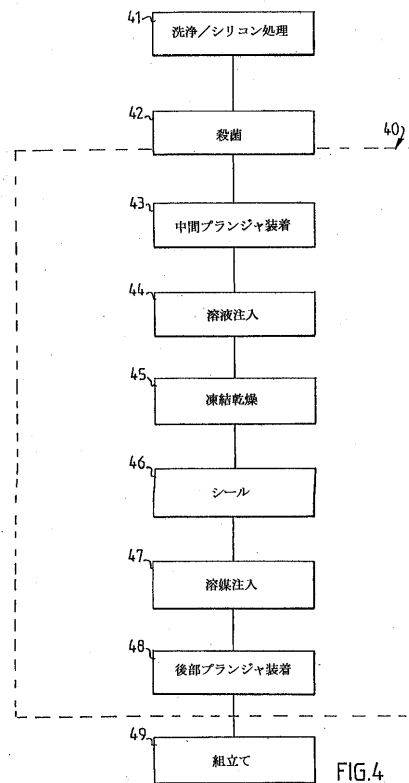 41
洗浄/シリコン処理
42
殺菌
40
43
中間プランジャ装着
44
溶液注入
45
凍結乾燥
46
シール
47
溶媒注入
48
後部プランジャ装着
49
組立て
FIG.4